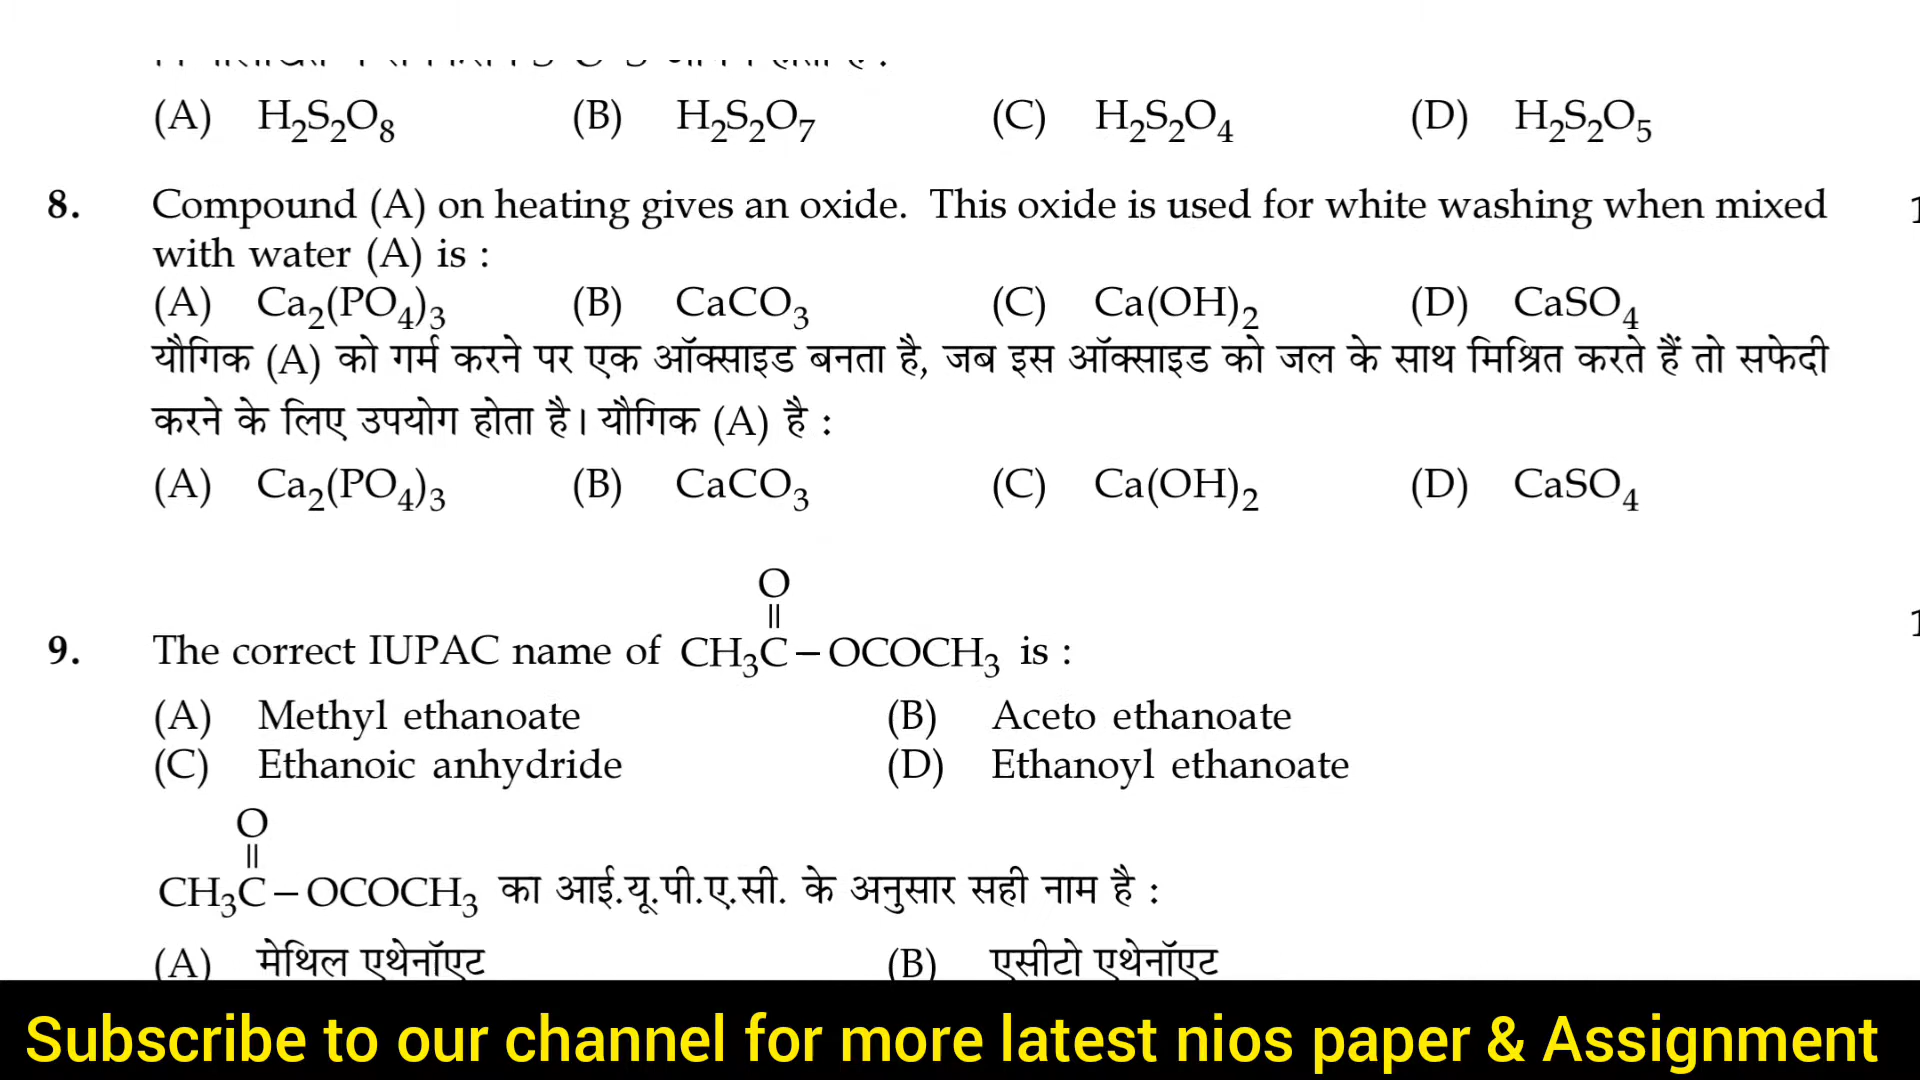 (A) H₂S₂O₈ (B) H₂S₂O₇ (C) H₂S₂O₄ (D) H₂S₂O₅
8. Compound (A) on heating gives an oxide. This oxide is used for white washing when mixed 1
with water (A) is :
(A) Ca₂(PO₄)₃ (B) CaCO₃ (C) Ca(OH)₂ (D) CaSO₄
यौगिक (A) को गर्म करने पर एक ऑक्साइड बनता है, जब इस ऑक्साइड को जल के साथ मिश्रित करते हैं तो सफेदी
करने के लिए उपयोग होता है। यौगिक (A) है :
(A) Ca₂(PO₄)₃ (B) CaCO₃ (C) Ca(OH)₂ (D) CaSO₄
O
||
9. The correct IUPAC name of CH₃C – OCOCH₃ is : 1
(A) Methyl ethanoate (B) Aceto ethanoate
(C) Ethanoic anhydride (D) Ethanoyl ethanoate
O
||
CH₃C – OCOCH₃ का आई.यू.पी.ए.सी. के अनुसार सही नाम है :
(A) मेथिल एथेनॉएट (B) एसीटो एथेनॉएट
Subscribe to our channel for more latest nios paper & Assignment